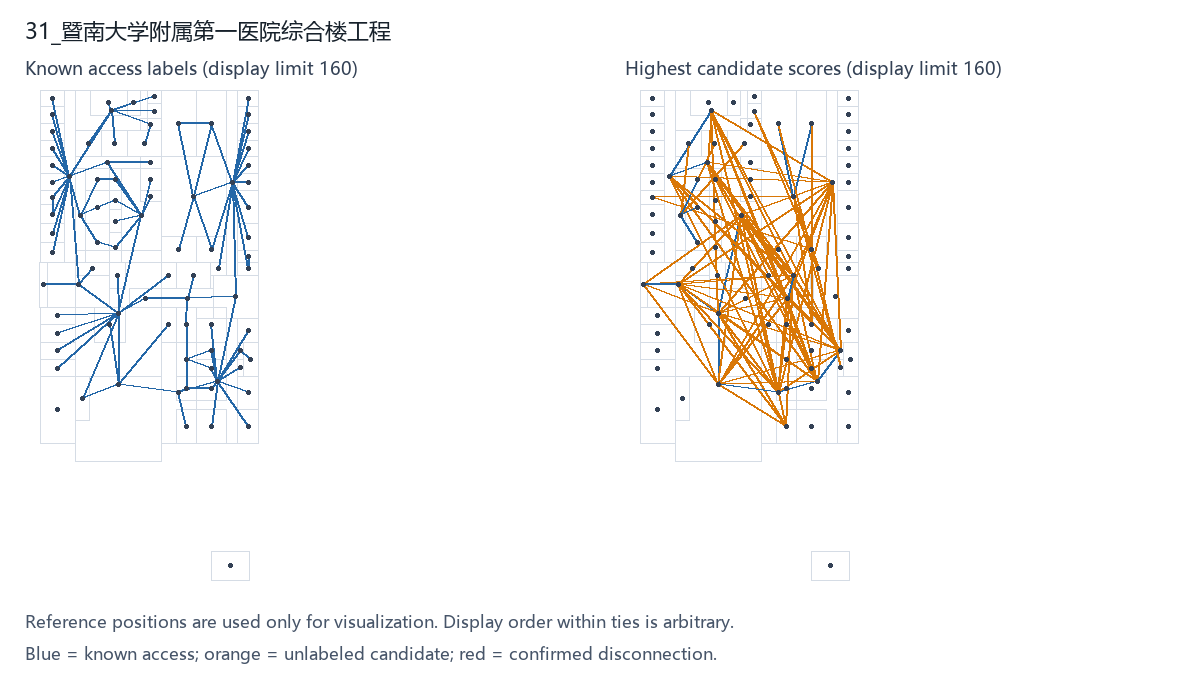 31_暨南大学附属第一医院综合楼工程
Known access labels (display limit 160)
Highest candidate scores (display limit 160)
Reference positions are used only for visualization. Display order within ties is arbitrary.
Blue = known access; orange = unlabeled candidate; red = confirmed disconnection.